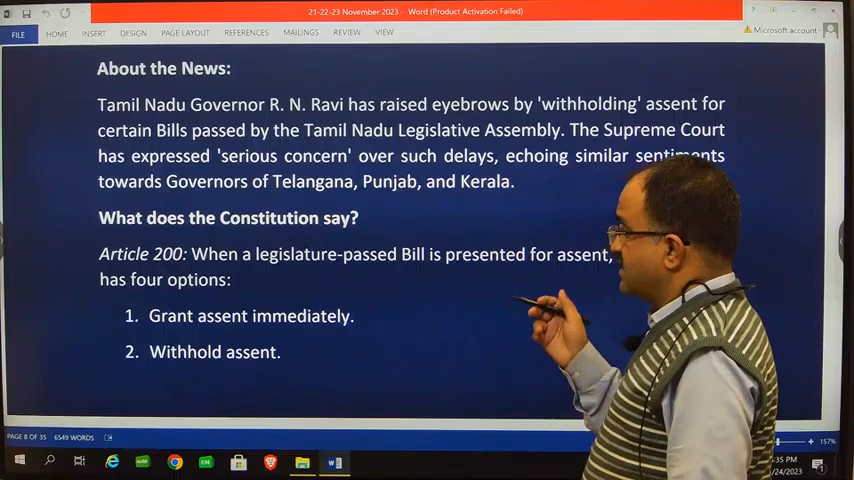 21-22-23 November 2023. - Word (Product Activation Failed)
FILE HOME INSERT DESIGN PAGE LAYOUT REFERENCES MAILINGS REVIEW VIEW
Microsoft account
About the News:
Tamil Nadu Governor R. N. Ravi has raised eyebrows by 'withholding' assent for
certain Bills passed by the Tamil Nadu Legislative Assembly. The Supreme Court
has expressed 'serious concern' over such delays, echoing similar sentiments
towards Governors of Telangana, Punjab, and Kerala.
What does the Constitution say?
Article 200: When a legislature-passed Bill is presented for assent,
has four options:
1. Grant assent immediately.
2. Withhold assent.
PAGE 8 OF 35 6549 WORDS
157%
EN
:35 PM
/24/2023